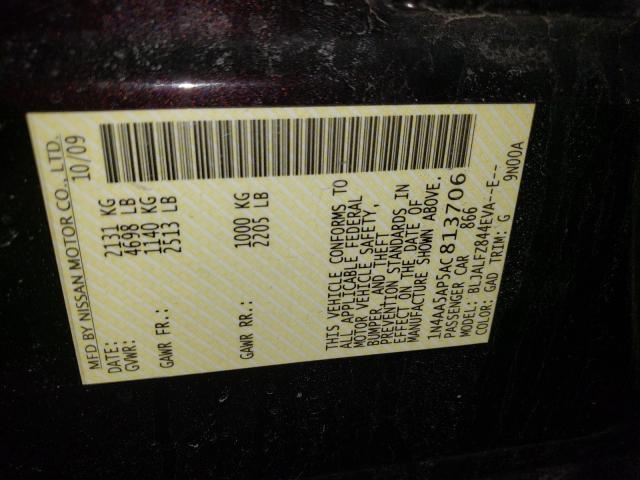 MFD BY NISSAN MOTOR CO., LTD.
DATE: 10/09
GVWR: 2131 KG
4698 LB
GAWR FR.: 1140 KG
2513 LB
GAWR RR.: 1000 KG
2205 LB
THIS VEHICLE CONFORMS TO
ALL APPLICABLE FEDERAL
MOTOR VEHICLE SAFETY,
BUMPER, AND THEFT
PREVENTION STANDARDS IN
EFFECT ON THE DATE OF
MANUFACTURE SHOWN ABOVE.
1N4AA5AP5AC813706
PASSENGER CAR 866
MODEL: BLJALFZ844EVA--E--
COLOR: GAD TRIM: G 9N00A